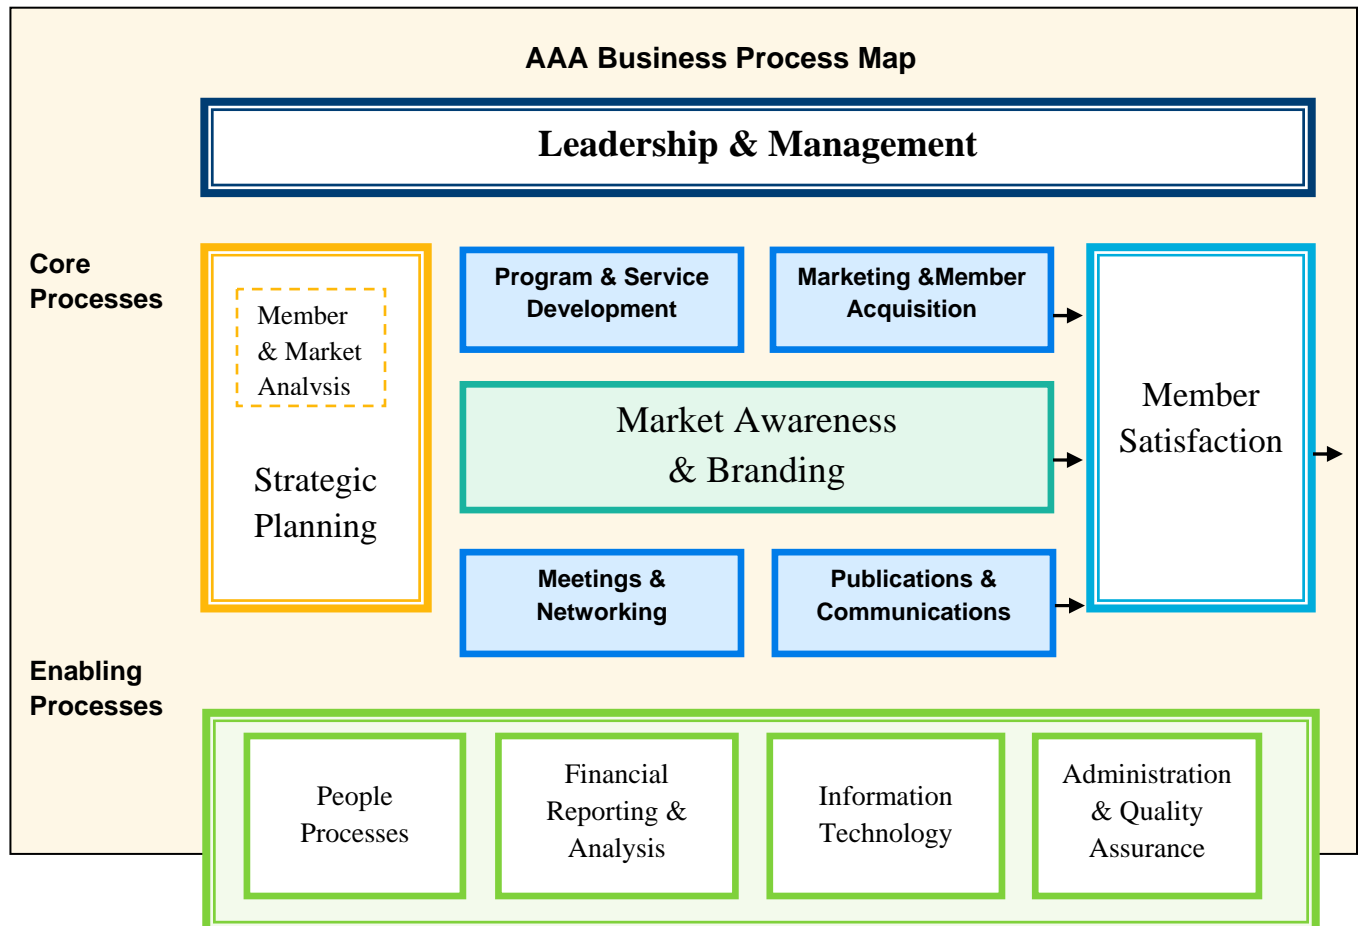 AAA Business Process Map
Leadership & Management
Core
Processes
Member
& Market
Analysis
Strategic
Planning
Program & Service
Development
Marketing &Member
Acquisition
Market Awareness
& Branding
Meetings &
Networking
Publications &
Communications
Member
Satisfaction
Enabling
Processes
People
Processes
Financial
Reporting &
Analysis
Information
Technology
Administration
& Quality
Assurance